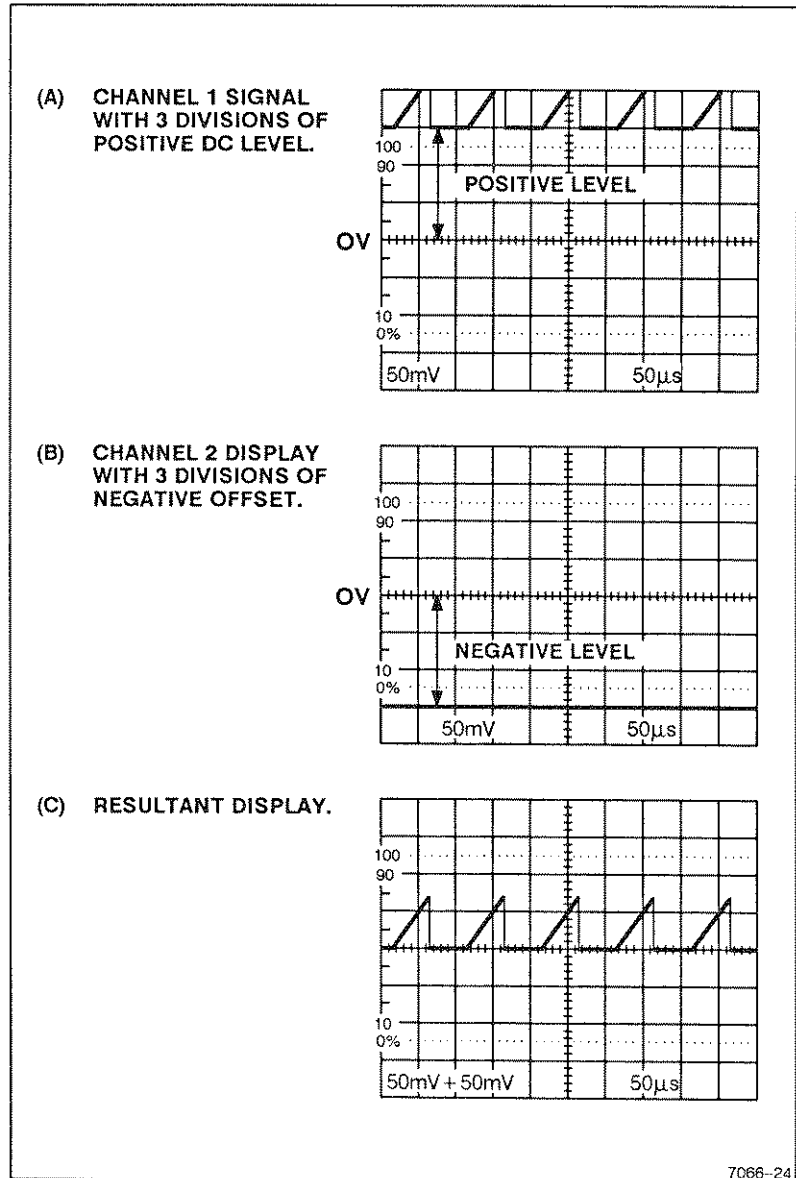 (A) CHANNEL 1 SIGNAL
WITH 3 DIVISIONS OF
POSITIVE DC LEVEL.
100
90
POSITIVE LEVEL
OV
10
0%
50mV 50µs
(B) CHANNEL 2 DISPLAY
WITH 3 DIVISIONS OF
NEGATIVE OFFSET.
100
90
OV
NEGATIVE LEVEL
10
0%
50mV 50µs
(C) RESULTANT DISPLAY.
100
90
10
0%
50mV + 50mV 50µs
7066-24